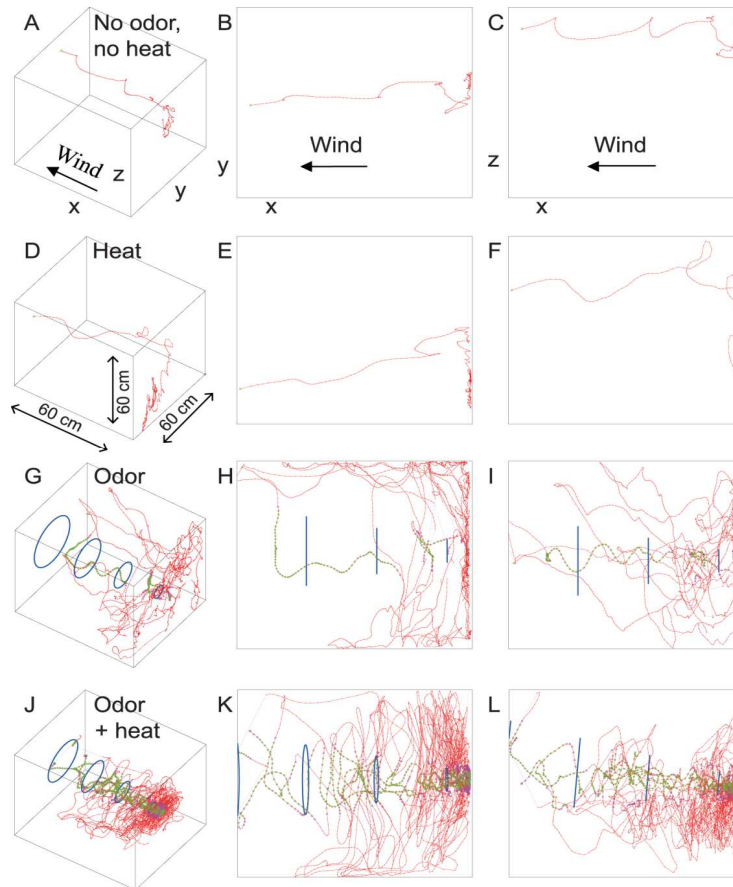 A No odor,
no heat
B
C
Wind
z
y
x
Wind
y
x
Wind
z
x
D Heat
E
F
60 cm
60 cm
60 cm
G Odor
H
I
J Odor
+ heat
K
L